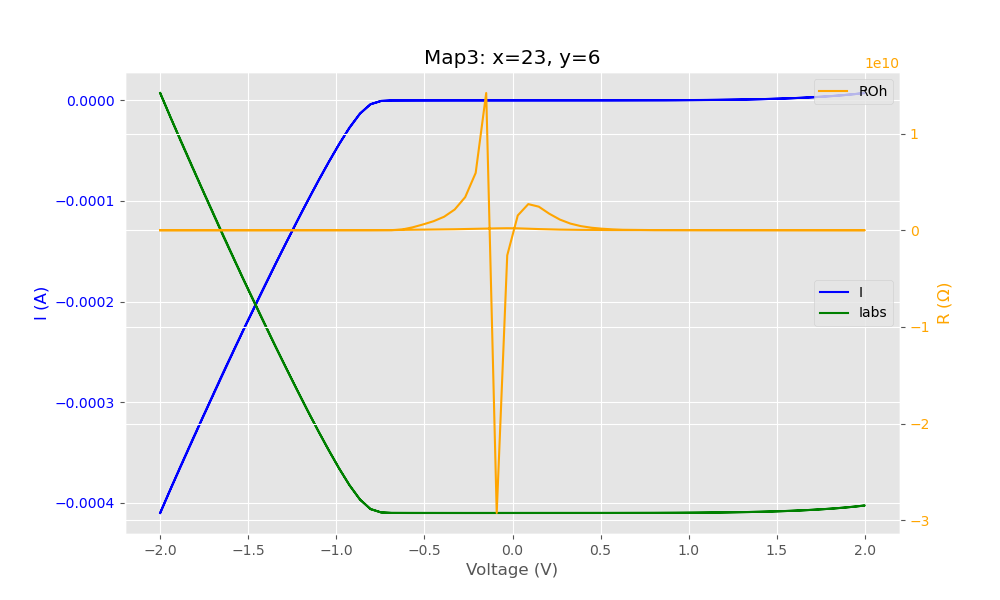 Map3: x=23, y=6
1e10
0.0000
−0.0001
−0.0002
−0.0003
−0.0004
I (A)
ROh
I
Iabs
1
0
−1
−2
−3
R (Ω)
−2.0
−1.5
−1.0
−0.5
0.0
0.5
1.0
1.5
2.0
Voltage (V)